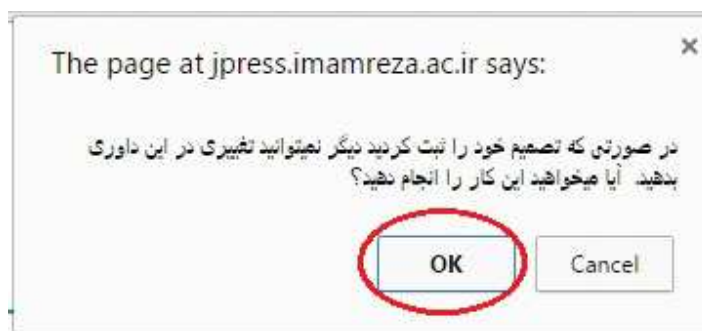 The page at jpress.imamreza.ac.ir says:
×
در صورتی که تصمیم خود را ثبت کردید دیگر نمیتوانید تغییری در این داوری
بدهید. آیا میخواهید این کار را انجام دهید؟
OK
Cancel